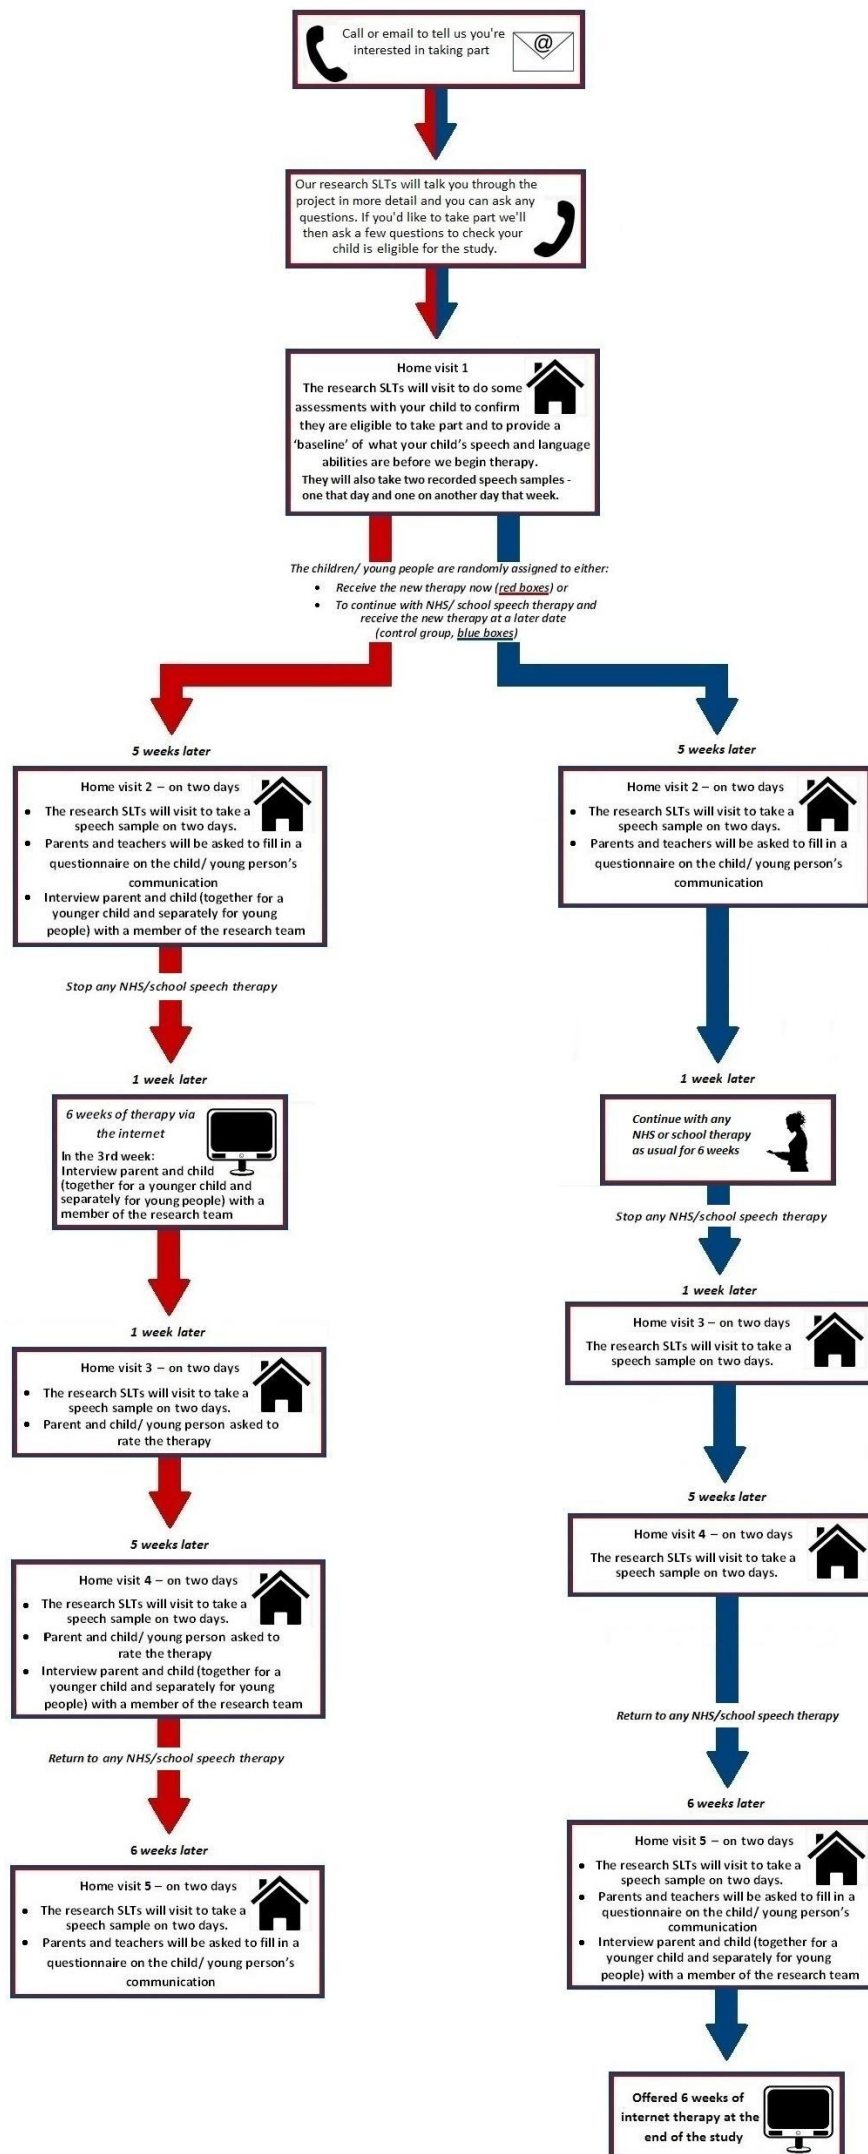 Call or email to tell us you're
interested in taking part
@
Our research SLTs will talk you through the
project in more detail and you can ask any
questions. If you'd like to take part we'll
then ask a few questions to check your
child is eligible for the study.
Home visit 1
The research SLTs will visit to do some
assessments with your child to confirm
they are eligible to take part and to provide a
‘baseline’ of what your child’s speech and language
abilities are before we begin therapy.
They will also take two recorded speech samples -
one that day and one on another day that week.
The children/ young people are randomly assigned to either:
• Receive the new therapy now (red boxes) or
• To continue with NHS/ school speech therapy and
receive the new therapy at a later date
(control group, blue boxes)
5 weeks later
Home visit 2 – on two days
• The research SLTs will visit to take a
speech sample on two days.
• Parents and teachers will be asked to fill in a
questionnaire on the child/ young person’s
communication
• Interview parent and child (together for a
younger child and separately for young
people) with a member of the research team
Stop any NHS/school speech therapy
1 week later
6 weeks of therapy via
the internet
In the 3rd week:
Interview parent and child
(together for a younger child and
separately for young people) with a
member of the research team
1 week later
Home visit 3 – on two days
• The research SLTs will visit to take a
speech sample on two days.
• Parent and child/ young person asked to
rate the therapy
5 weeks later
Home visit 4 – on two days
• The research SLTs will visit to take a
speech sample on two days.
• Parent and child/ young person asked to
rate the therapy
• Interview parent and child (together for a
younger child and separately for young
people) with a member of the research team
Return to any NHS/school speech therapy
6 weeks later
Home visit 5 – on two days
• The research SLTs will visit to take a
speech sample on two days.
• Parents and teachers will be asked to fill in a
questionnaire on the child/ young person’s
communication
5 weeks later
Home visit 2 – on two days
• The research SLTs will visit to take a
speech sample on two days.
• Parents and teachers will be asked to fill in a
questionnaire on the child/ young person’s
communication
1 week later
Continue with any
NHS or school therapy
as usual for 6 weeks
Stop any NHS/school speech therapy
1 week later
Home visit 3 – on two days
The research SLTs will visit to take a
speech sample on two days.
5 weeks later
Home visit 4 – on two days
The research SLTs will visit to take a
speech sample on two days.
Return to any NHS/school speech therapy
6 weeks later
Home visit 5 – on two days
• The research SLTs will visit to take a
speech sample on two days.
• Parents and teachers will be asked to fill in a
questionnaire on the child/ young person’s
communication
• Interview parent and child (together for a
younger child and separately for young
people) with a member of the research team
Offered 6 weeks of
internet therapy at the
end of the study